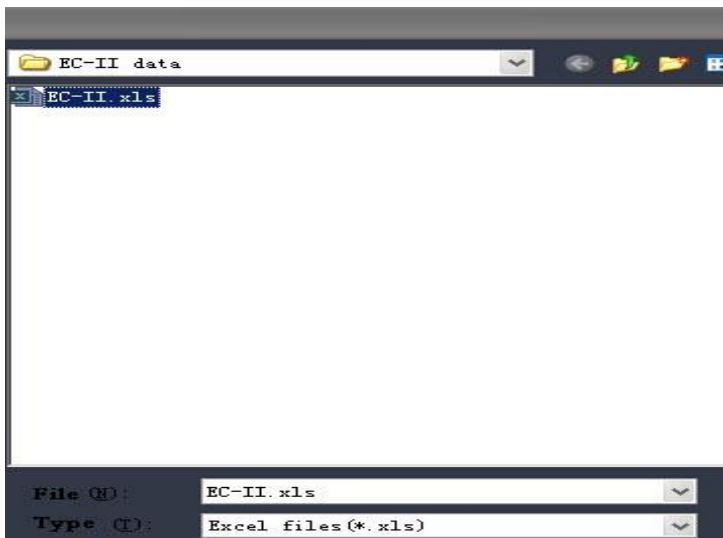 EC-II data
EC-II.xls
File (N): EC-II.xls
Type (T): Excel files(*.xls)